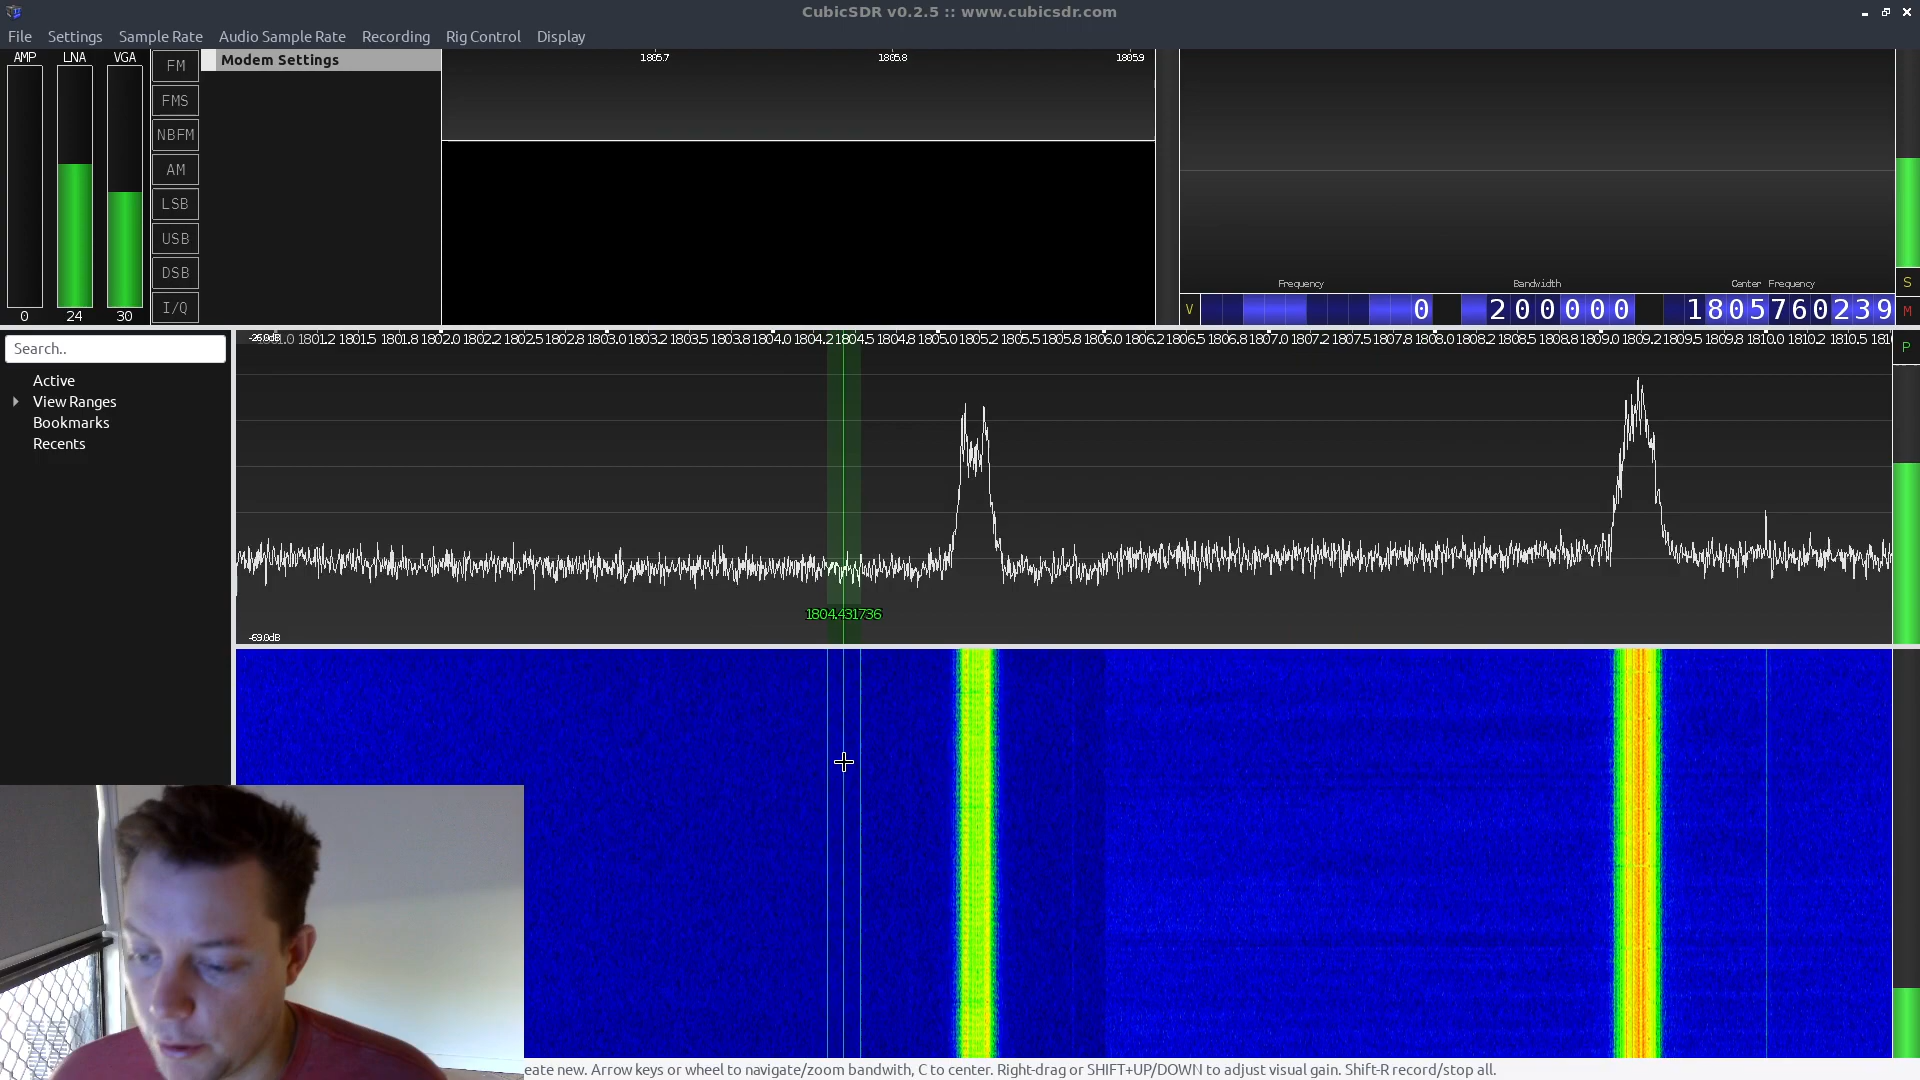 CubicSDR v0.2.5 :: www.cubicsdr.com
File Settings Sample Rate Audio Sample Rate Recording Rig Control Display
AMP LNA VGA
0 24 30
FM
FMS
NBFM
AM
LSB
USB
DSB
I/Q
Modem Settings
1805.7 1805.8 1805.9
Frequency Bandwidth Center Frequency
V 0 200000 1805760239
S
M
P
Search..
Active
View Ranges
Bookmarks
Recents
-26.0dB
1801.2 1801.5 1801.8 1802.0 1802.2 1802.5 1802.8 1803.0 1803.2 1803.5 1803.8 1804.0 1804.2 1804.5 1804.8 1805.0 1805.2 1805.5 1805.8 1806.0 1806.2 1806.5 1806.8 1807.0 1807.2 1807.5 1807.8 1808.0 1808.2 1808.5 1808.8 1809.0 1809.2 1809.5 1809.8 1810.0 1810.2 1810.5
1804.431736
-69.0dB
eate new. Arrow keys or wheel to navigate/zoom bandwith, C to center. Right-drag or SHIFT+UP/DOWN to adjust visual gain. Shift-R record/stop all.